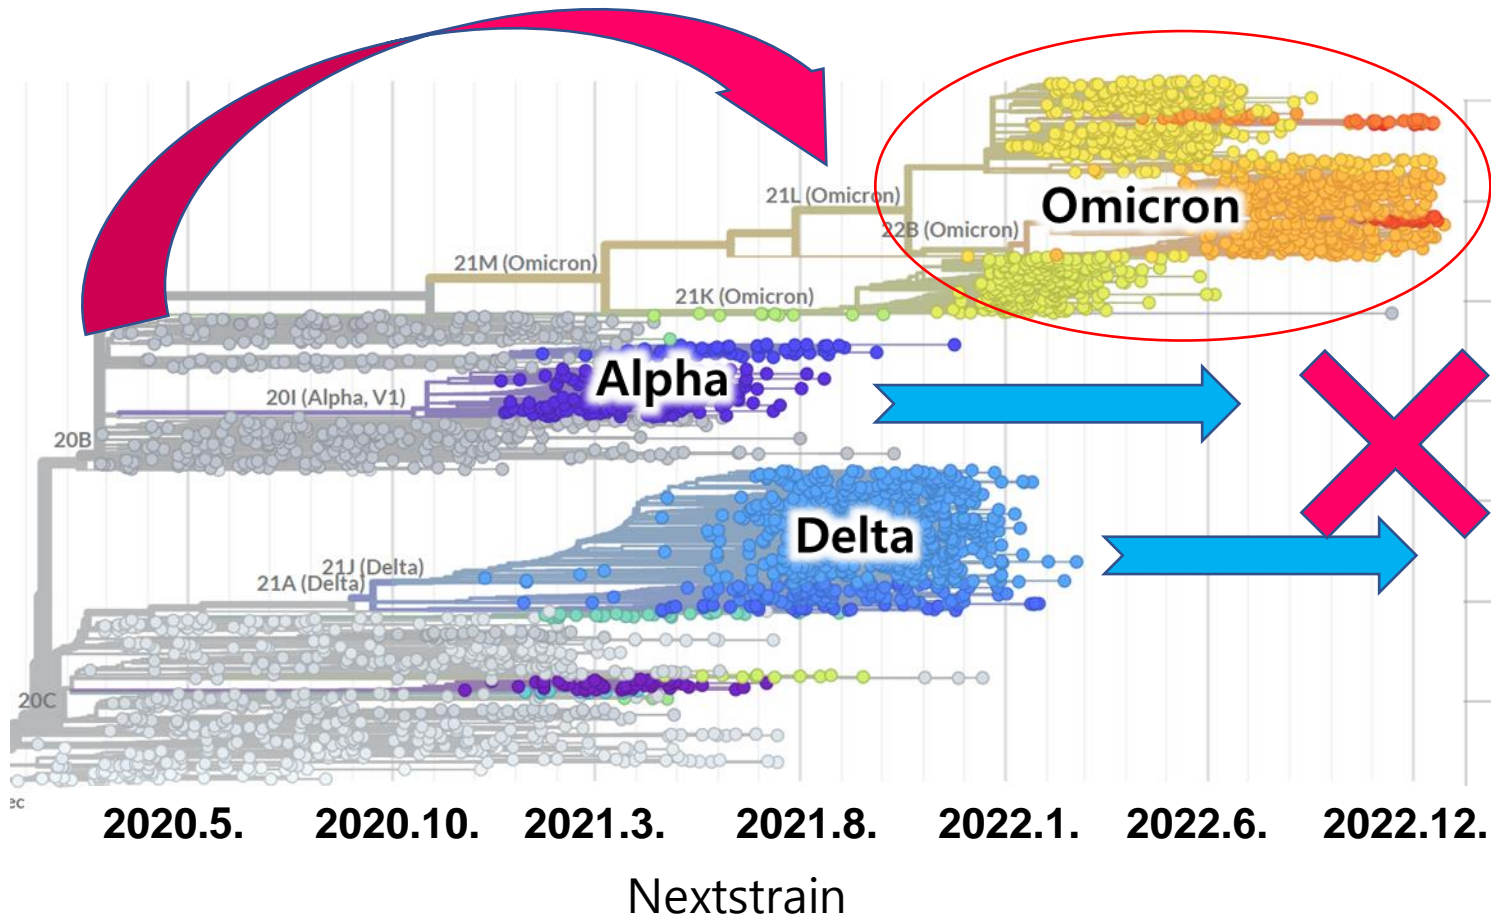 21L (Omicron)
Omicron
22B (Omicron)
21M (Omicron)
21K (Omicron)
Alpha
20I (Alpha, V1)
20B
Delta
21J (Delta)
21A (Delta)
20C
ec
2020.5. 2020.10. 2021.3. 2021.8. 2022.1. 2022.6. 2022.12.
Nextstrain